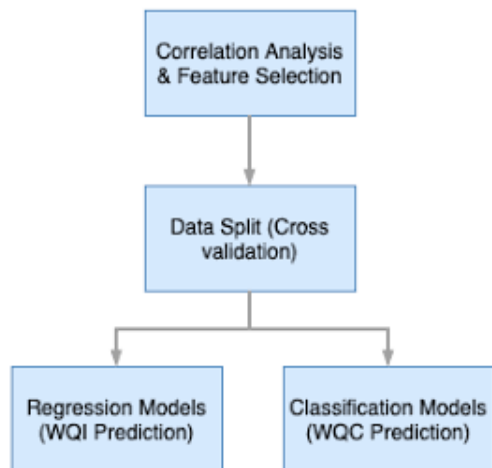 Correlation Analysis
& Feature Selection
Data Split (Cross
validation)
Regression Models
(WQI Prediction)
Classification Models
(WQC Prediction)